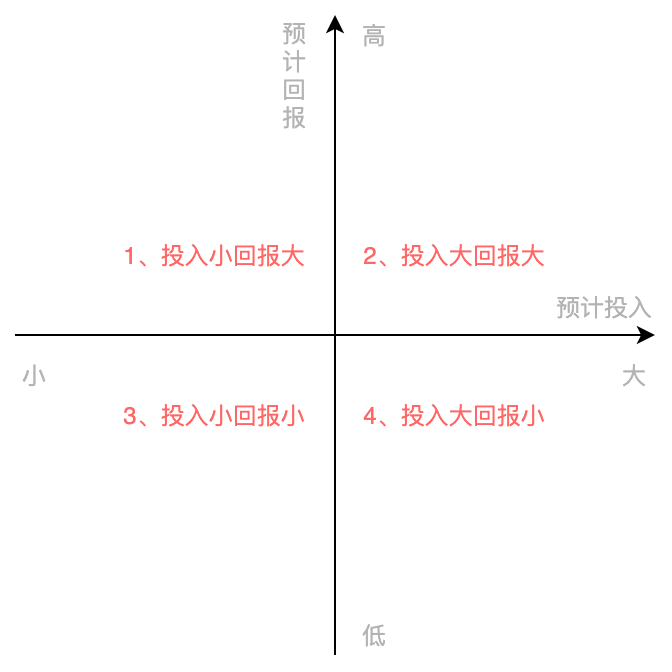 预计回报
高
1、投入小回报大
2、投入大回报大
预计投入
小
大
3、投入小回报小
4、投入大回报小
低